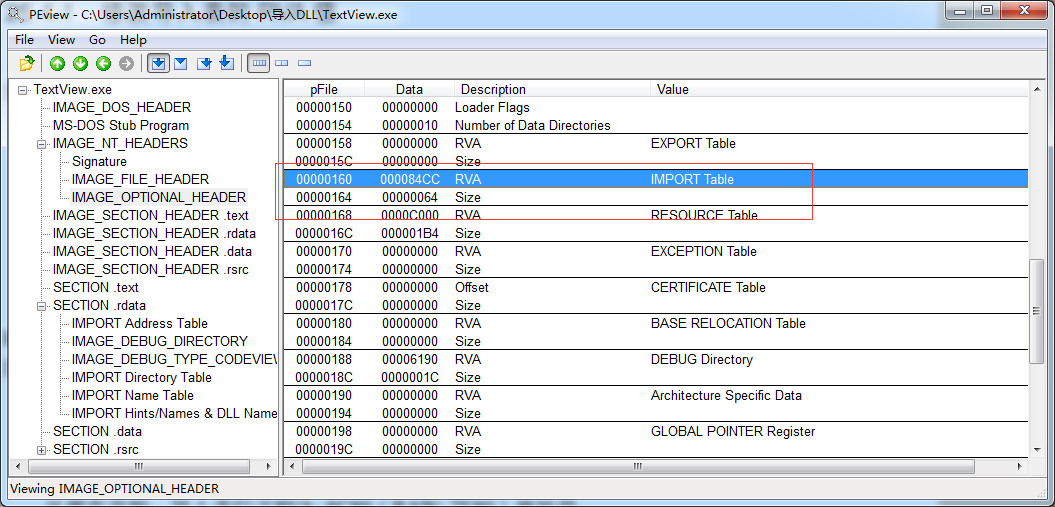 PEview - C:\Users\Administrator\Desktop\导入DLL\TextView.exe
File View Go Help
TextView.exe
IMAGE_DOS_HEADER
MS-DOS Stub Program
IMAGE_NT_HEADERS
Signature
IMAGE_FILE_HEADER
IMAGE_OPTIONAL_HEADER
IMAGE_SECTION_HEADER .text
IMAGE_SECTION_HEADER .rdata
IMAGE_SECTION_HEADER .data
IMAGE_SECTION_HEADER .rsrc
SECTION .text
SECTION .rdata
IMPORT Address Table
IMAGE_DEBUG_DIRECTORY
IMAGE_DEBUG_TYPE_CODEVIEW
IMPORT Directory Table
IMPORT Name Table
IMPORT Hints/Names & DLL Name
SECTION .data
SECTION .rsrc
pFile Data Description Value
00000150 00000000 Loader Flags
00000154 00000010 Number of Data Directories
00000158 00000000 RVA EXPORT Table
0000015C 00000000 Size
00000160 000084CC RVA IMPORT Table
00000164 00000064 Size
00000168 0000C000 RVA RESOURCE Table
0000016C 000001B4 Size
00000170 00000000 RVA EXCEPTION Table
00000174 00000000 Size
00000178 00000000 Offset CERTIFICATE Table
0000017C 00000000 Size
00000180 00000000 RVA BASE RELOCATION Table
00000184 00000000 Size
00000188 00006190 RVA DEBUG Directory
0000018C 0000001C Size
00000190 00000000 RVA Architecture Specific Data
00000194 00000000 Size
00000198 00000000 RVA GLOBAL POINTER Register
0000019C 00000000 Size
Viewing IMAGE_OPTIONAL_HEADER